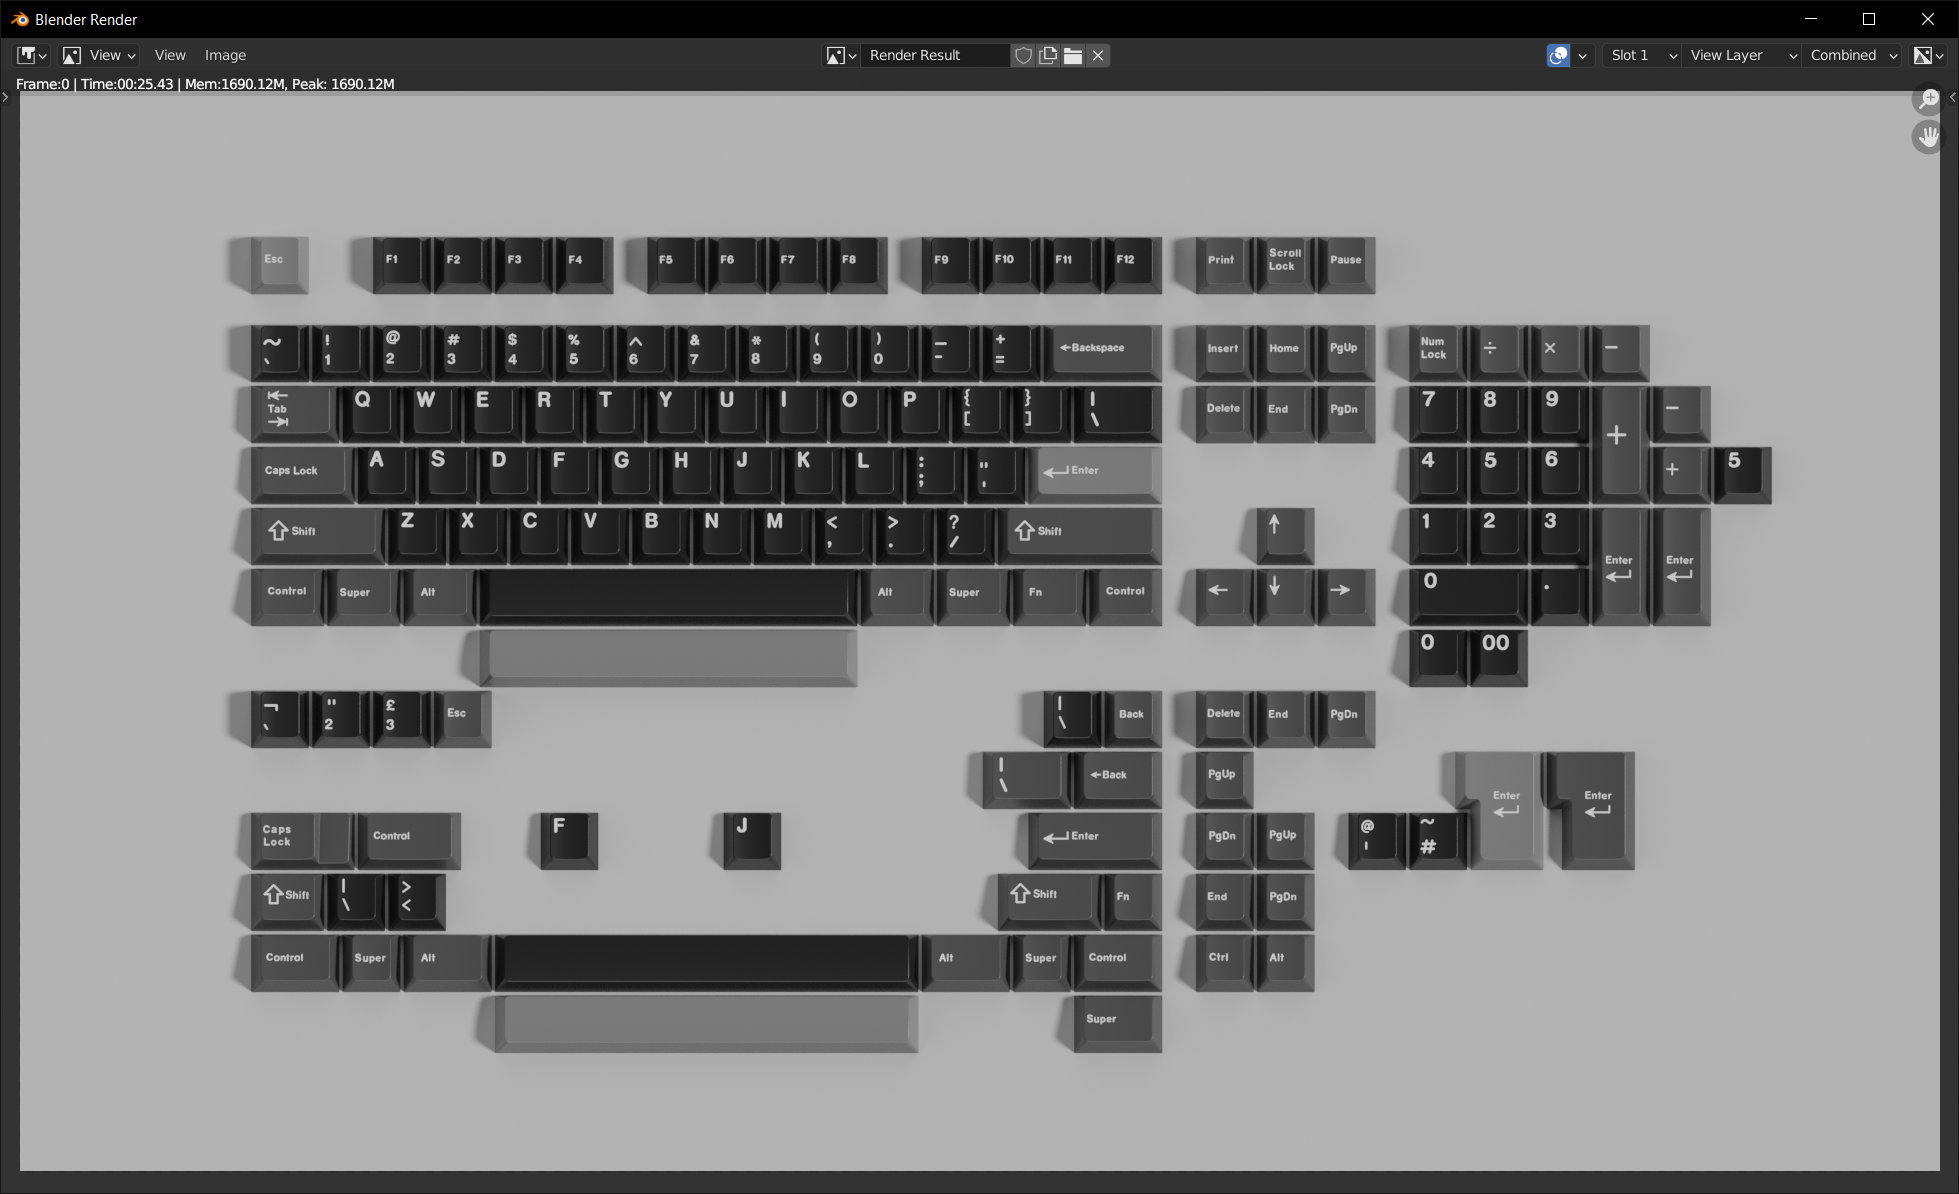 Blender Render
View View Image Render Result Slot 1 View Layer Combined
Frame:0 | Time:00:25.43 | Mem:1690.12M, Peak: 1690.12M
Esc F1 F2 F3 F4 F5 F6 F7 F8 F9 F10 F11 F12 Print Scroll Lock Pause
~ ` ! 1 @ 2 # 3 $ 4 % 5 ^ 6 & 7 * 8 ( 9 ) 0 — - + = ←Backspace Insert Home PgUp Num Lock ÷ × −
Tab Q W E R T Y U I O P { [ } ] | \ Delete End PgDn 7 8 9 + −
Caps Lock A S D F G H J K L : ; " ' Enter 4 5 6 + 5
Shift Z X C V B N M < , > . ? / Shift ↑ 1 2 3 Enter Enter
Control Super Alt Alt Super Fn Control ← ↓ → 0 .
0 00
¬ ` " 2 £ 3 Esc | \ Back Delete End PgDn
| \ ←Back PgUp Enter Enter
Caps Lock Control F J Enter PgDn PgUp @ ' ~ #
Shift | \ > < Shift Fn End PgDn
Control Super Alt Alt Super Control Ctrl Alt
Super